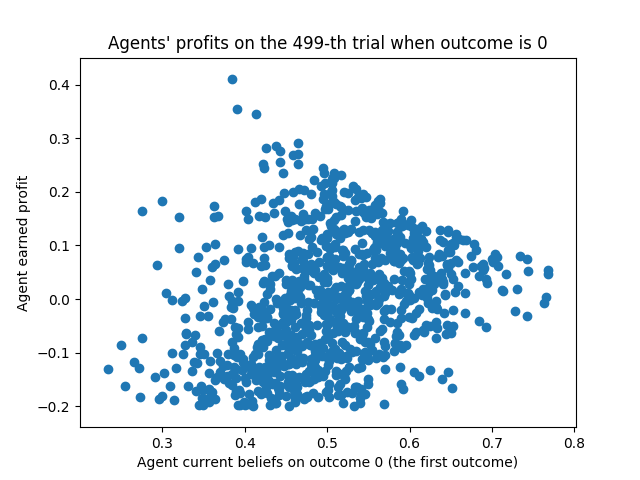 Agents' profits on the 499-th trial when outcome is 0
Agent earned profit
0.4
0.3
0.2
0.1
0.0
−0.1
−0.2
0.3 0.4 0.5 0.6 0.7 0.8
Agent current beliefs on outcome 0 (the first outcome)